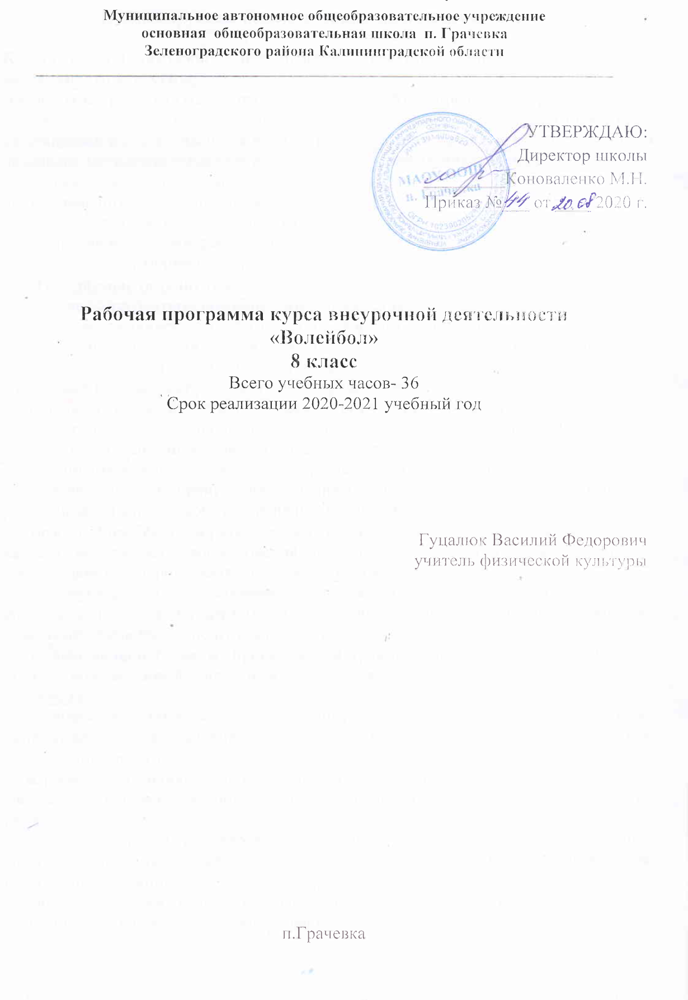 Муниципальное автономное общеобразовательное учреждение
основная общеобразовательная школа п. Грачевка
Зеленоградского района Калининградской области
УТВЕРЖДАЮ:
Директор школы
Коноваленко М.Н.
Приказ № 44 от 20.08 2020 г.
МАОУ ООШ
п. Грачевка
Рабочая программа курса внеурочной деятельности
«Волейбол»
8 класс
Всего учебных часов- 36
Срок реализации 2020-2021 учебный год
Гуцалюк Василий Федорович
учитель физической культуры
п.Грачевка